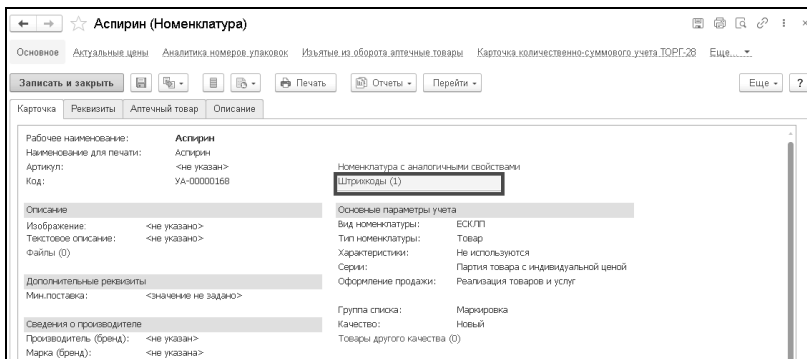 Аспирин (Номенклатура)
Основное Актуальные цены Аналитика номеров упаковок Изъятые из оборота аптечные товары Карточка количественно-суммового учета ТОРГ-28 Еще...
Записать и закрыть Печать Отчеты Перейти Еще ?
Карточка Реквизиты Аптечный товар Описание
Рабочее наименование: Аспирин
Наименование для печати: Аспирин
Артикул: <не указан> Номенклатура с аналогичными свойствами
Код: УА-00000168 Штрихкоды (1)
Описание Основные параметры учета
Изображение: <не указано> Вид номенклатуры: ЕСКЛП
Текстовое описание: <не указано> Тип номенклатуры: Товар
Файлы (0) Характеристики: Не используются
Серии: Партия товара с индивидуальной ценой
Дополнительные реквизиты Оформление продажи: Реализация товаров и услуг
Мин.поставка: <значение не задано>
Группа списка: Маркировка
Сведения о производителе Качество: Новый
Производитель (бренд): <не указан> Товары другого качества (0)
Марка (бренд): <не указана>